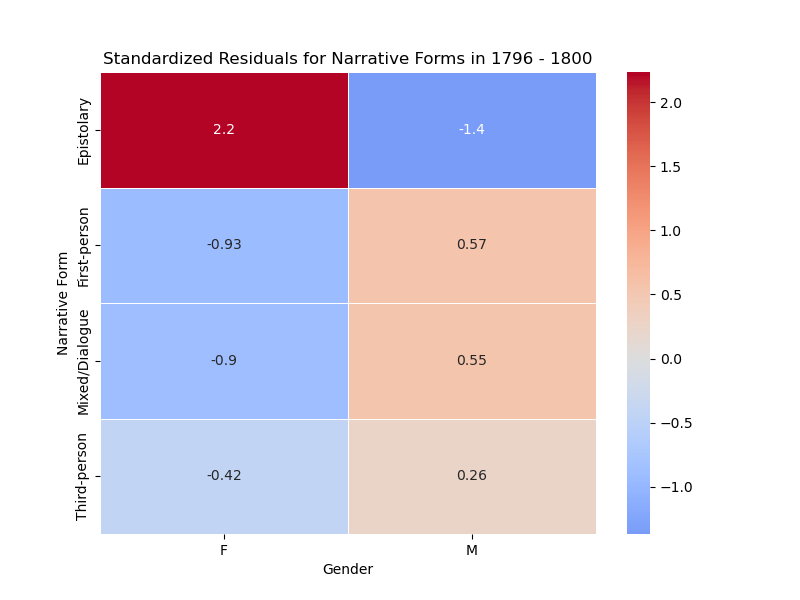 Standardized Residuals for Narrative Forms in 1796 - 1800
Narrative Form
Epistolary
2.2
-1.4
First-person
-0.93
0.57
Mixed/Dialogue
-0.9
0.55
Third-person
-0.42
0.26
F
M
Gender
2.0
1.5
1.0
0.5
0.0
−0.5
−1.0